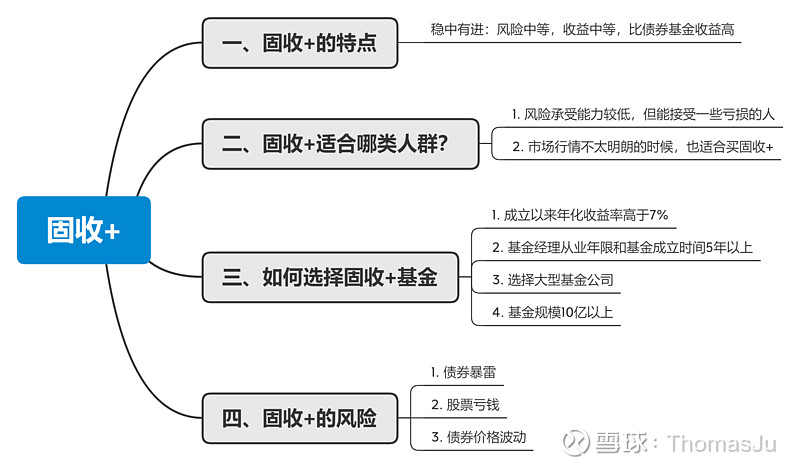 固收+
一、固收+的特点
稳中有进：风险中等，收益中等，比债券基金收益高
二、固收+适合哪类人群？
1. 风险承受能力较低，但能接受一些亏损的人
2. 市场行情不太明朗的时候，也适合买固收+
三、如何选择固收+基金
1. 成立以来年化收益率高于7%
2. 基金经理从业年限和基金成立时间5年以上
3. 选择大型基金公司
4. 基金规模10亿以上
四、固收+的风险
1. 债券暴雷
2. 股票亏钱
3. 债券价格波动
雪球：ThomasJu